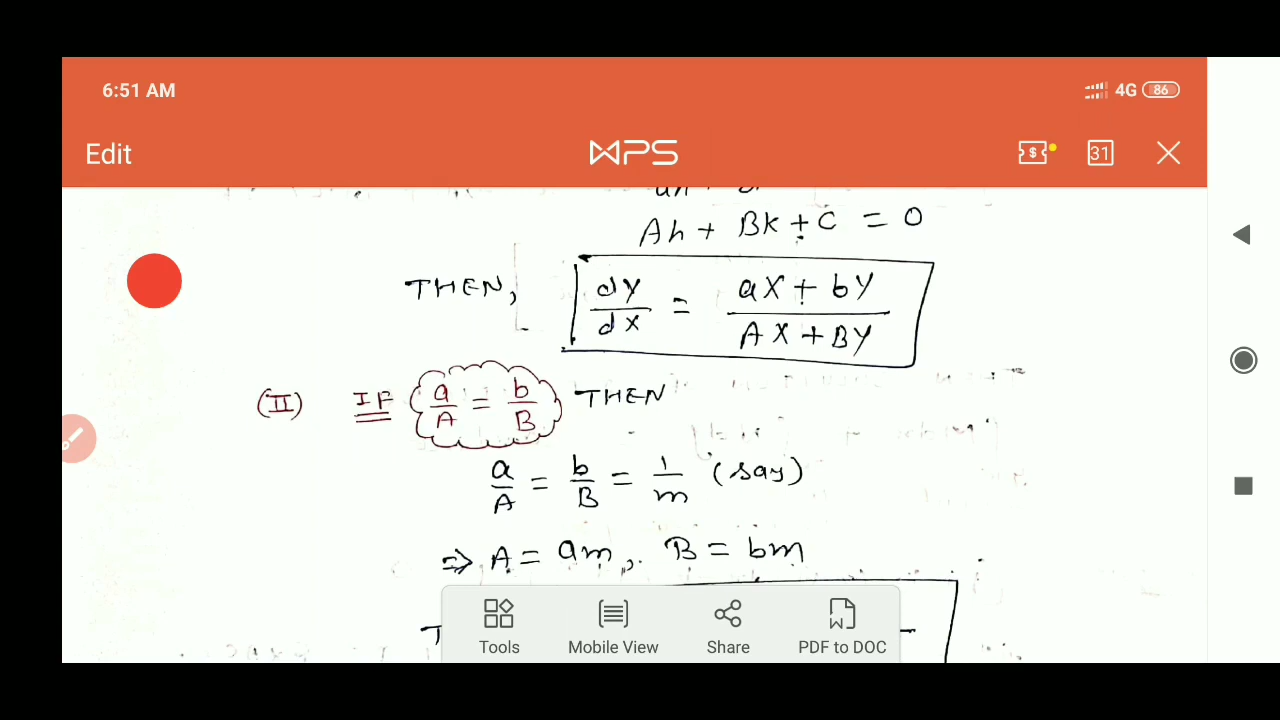 6:51 AM 4G 86
Edit WPS $ 31
Ah + Bk + C = 0
THEN, dY/dX = aX + bY/AX + BY
(II) IF a/A = b/B THEN
a/A = b/B = 1/m (say)
⇒ A = am, B = bm
Tools Mobile View Share PDF to DOC